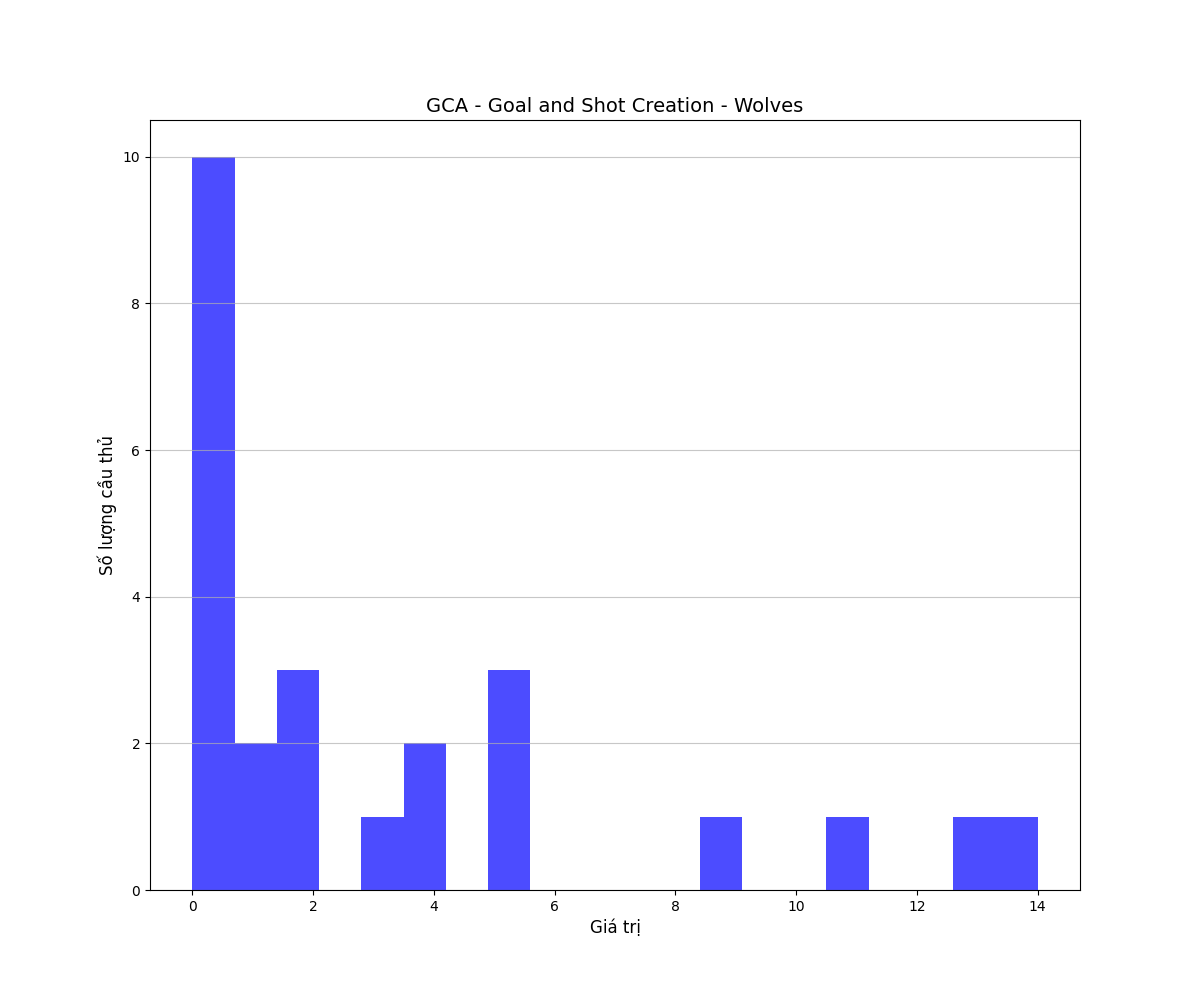 GCA - Goal and Shot Creation - Wolves
10
8
6
4
2
0
Số lượng cầu thủ
0 2 4 6 8 10 12 14
Giá trị